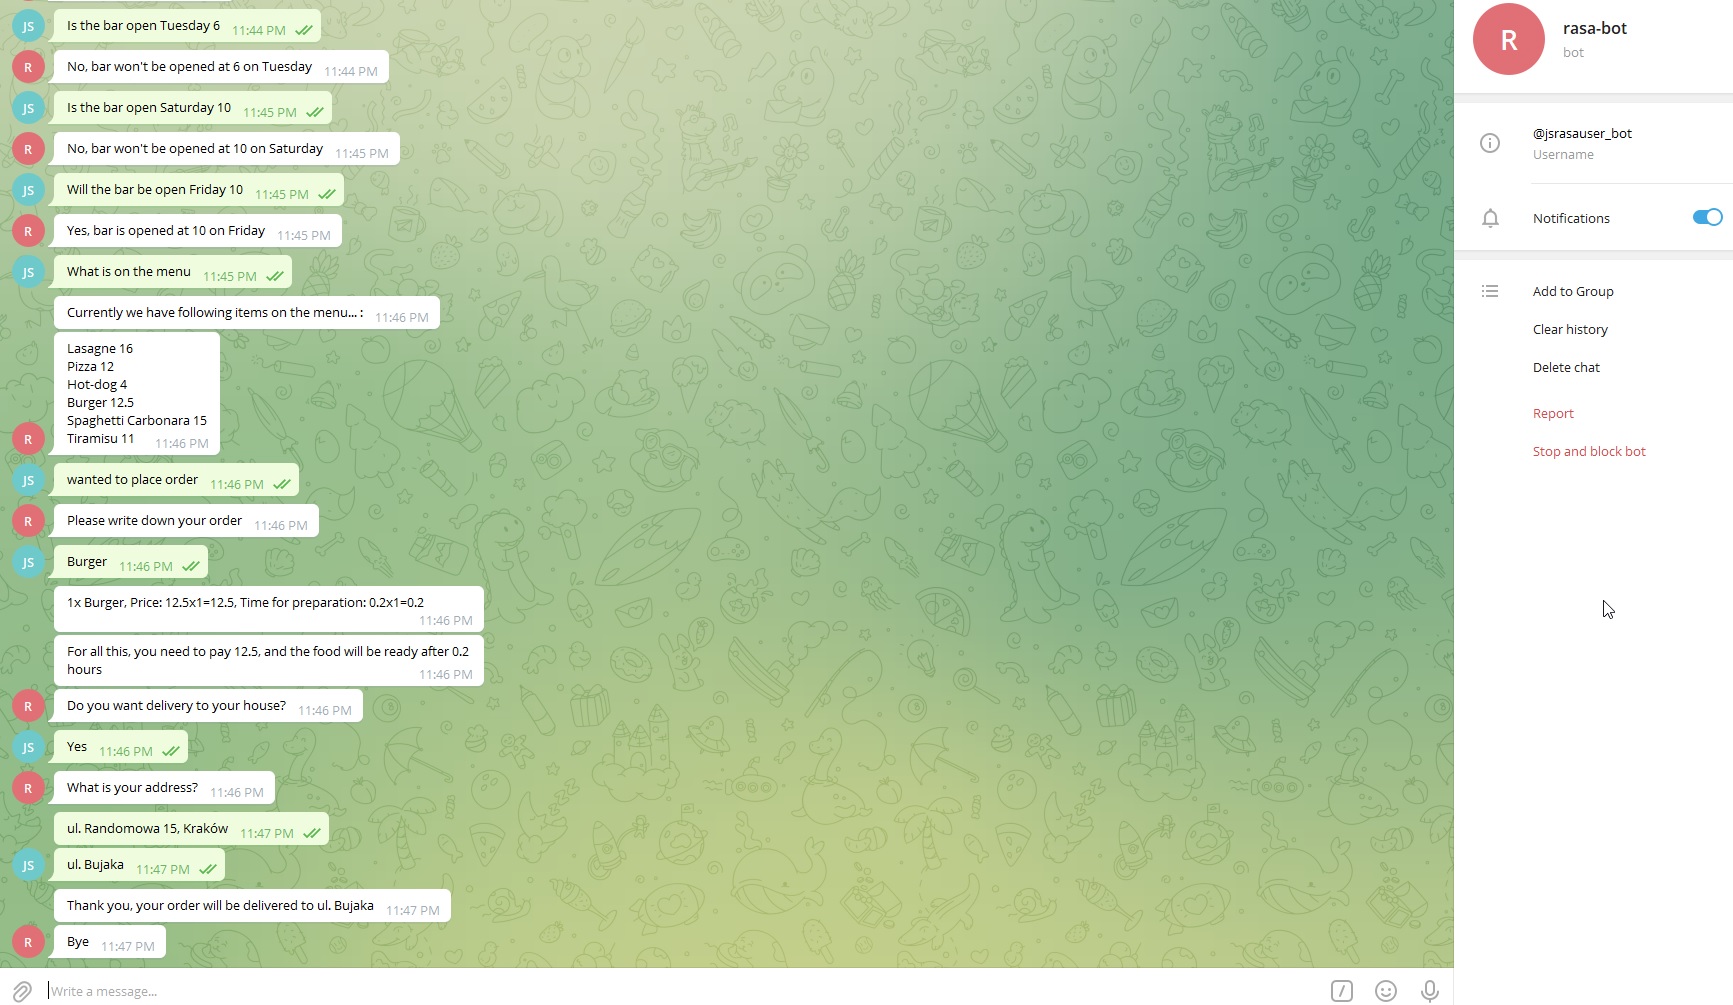 JS
Is the bar open Tuesday 6 11:44 PM
R
No, bar won't be opened at 6 on Tuesday 11:44 PM
JS
Is the bar open Saturday 10 11:45 PM
R
No, bar won't be opened at 10 on Saturday 11:45 PM
JS
Will the bar be open Friday 10 11:45 PM
R
Yes, bar is opened at 10 on Friday 11:45 PM
JS
What is on the menu 11:45 PM
Currently we have following items on the menu... : 11:46 PM
Lasagne 16
Pizza 12
Hot-dog 4
Burger 12.5
Spaghetti Carbonara 15
R
Tiramisu 11 11:46 PM
JS
wanted to place order 11:46 PM
R
Please write down your order 11:46 PM
JS
Burger 11:46 PM
1x Burger, Price: 12.5x1=12.5, Time for preparation: 0.2x1=0.2
11:46 PM
For all this, you need to pay 12.5, and the food will be ready after 0.2
hours 11:46 PM
R
Do you want delivery to your house? 11:46 PM
JS
Yes 11:46 PM
R
What is your address? 11:46 PM
ul. Randomowa 15, Kraków 11:47 PM
JS
ul. Bujaka 11:47 PM
Thank you, your order will be delivered to ul. Bujaka 11:47 PM
R
Bye 11:47 PM
Write a message...
R
rasa-bot
bot
@jsrasauser_bot
Username
Notifications
Add to Group
Clear history
Delete chat
Report
Stop and block bot